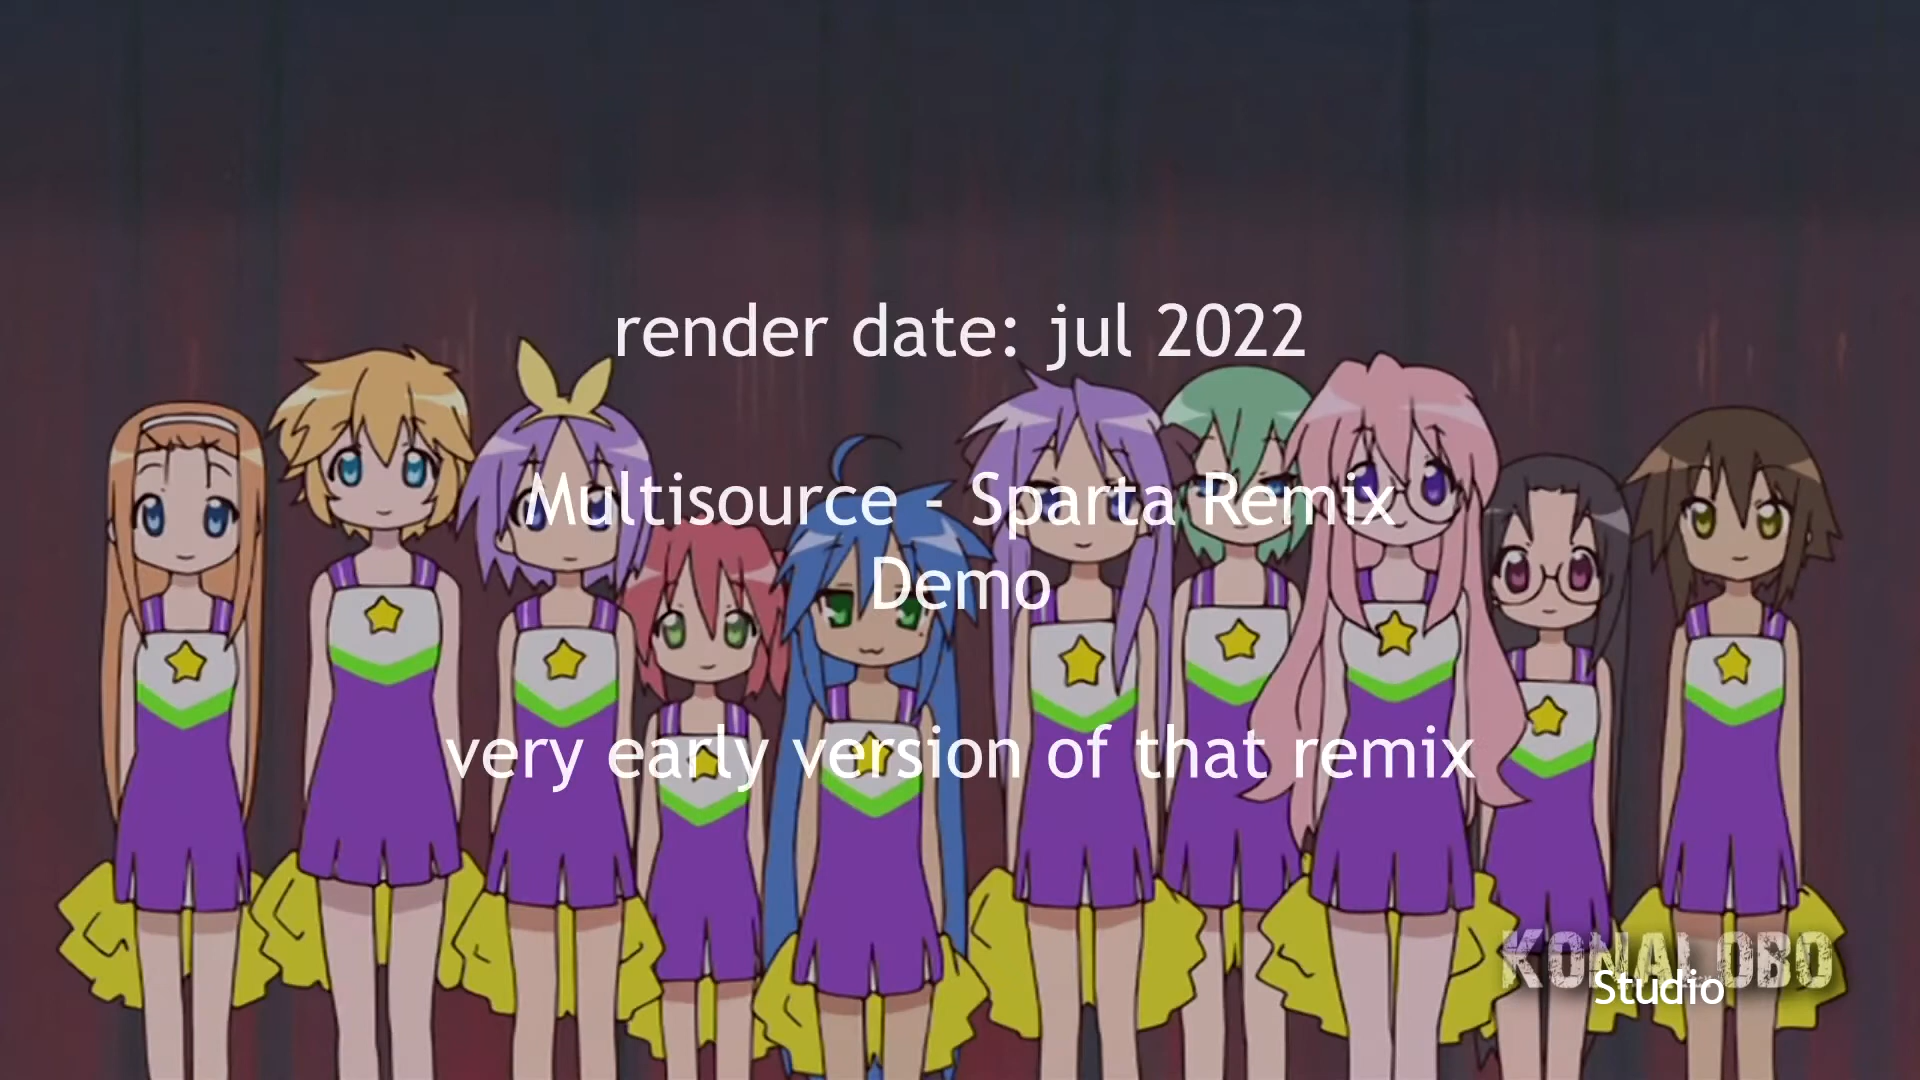 render date: jul 2022
Multisource - Sparta Remix
Demo
very early version of that remix
KONALOBO
Studio